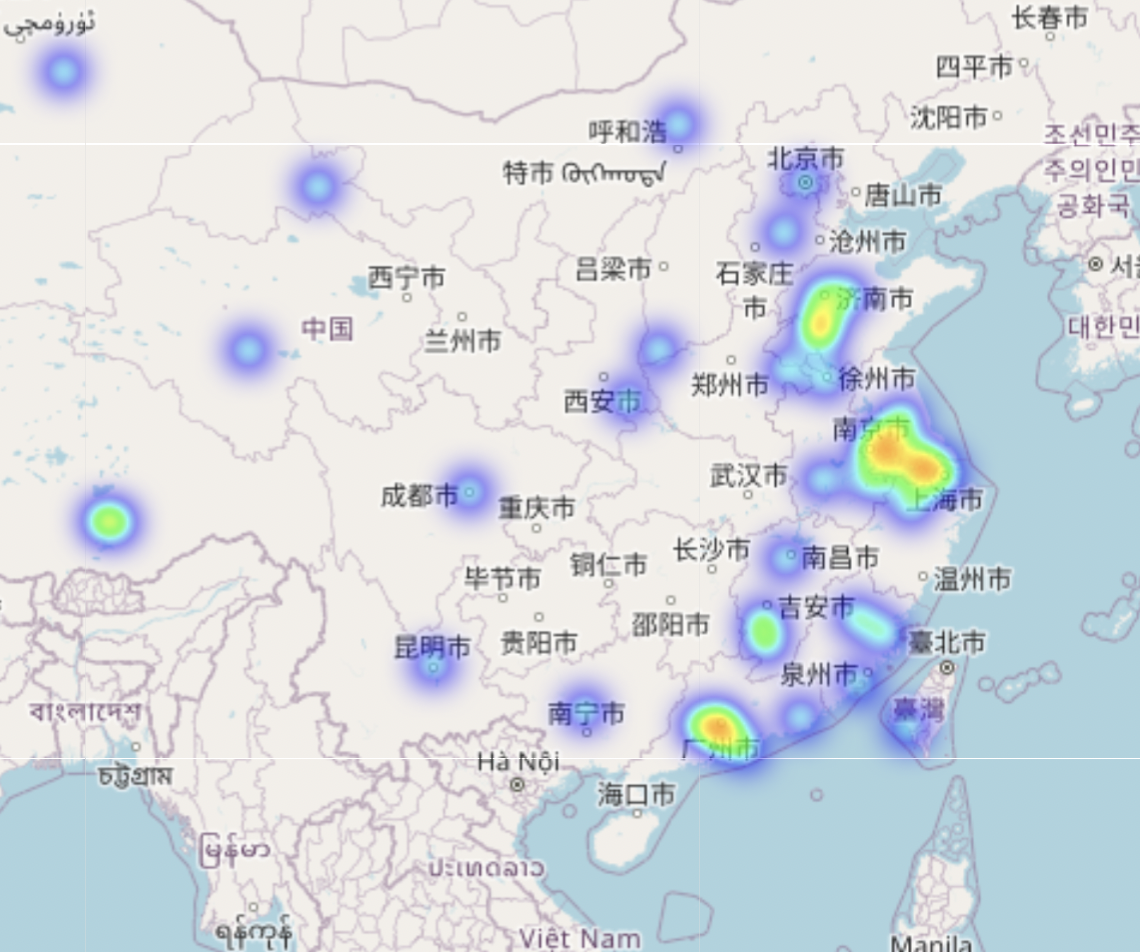 ئۈرۈمچى
长春市
四平市
沈阳市
呼和浩
特市
北京市
조선민주
주의인민
공화국
唐山市
沧州市
石家庄
市
吕梁市
西宁市
中国
兰州市
济南市
대한민
郑州市
徐州市
西安市
南京市
武汉市
上海市
成都市
重庆市
长沙市
南昌市
铜仁市
毕节市
温州市
吉安市
邵阳市
贵阳市
昆明市
臺北市
泉州市
বাংলাদেশ
南宁市
臺灣
广州市
Hà Nội
চট্টগ্রাম
海口市
မြန်မာ
ປະເທດລາວ
ရန်ကုန်
Việt Nam
Manila